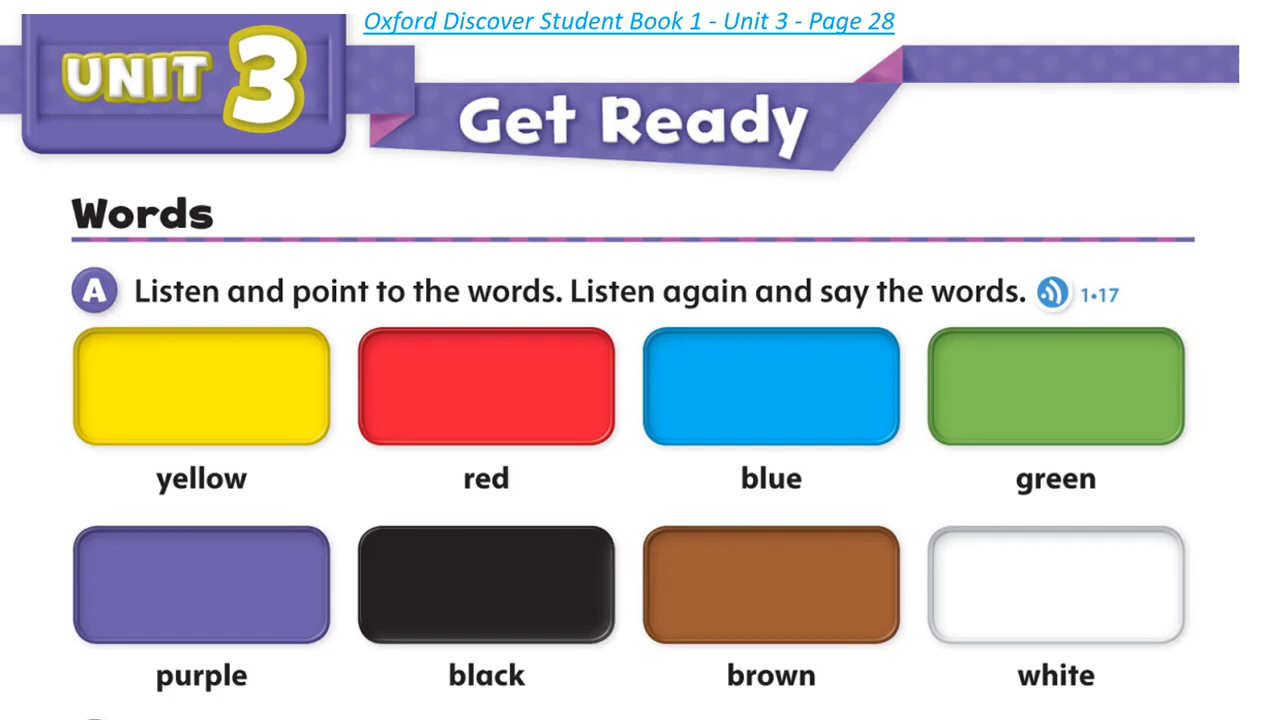 Oxford Discover Student Book 1 - Unit 3 - Page 28
UNIT 3
Get Ready
Words
A Listen and point to the words. Listen again and say the words. 1•17
yellow red blue green
purple black brown white